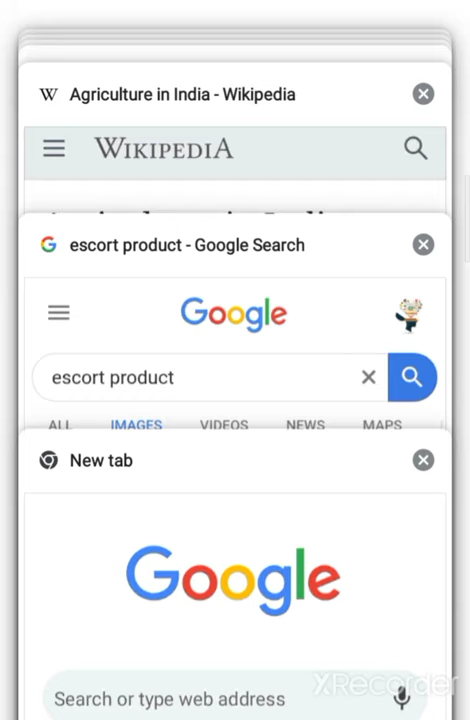 W Agriculture in India - Wikipedia
WIKIPEDIA
escort product - Google Search
Google
escort product
ALL IMAGES VIDEOS NEWS MAPS
New tab
Google
Search or type web address
XRecorder